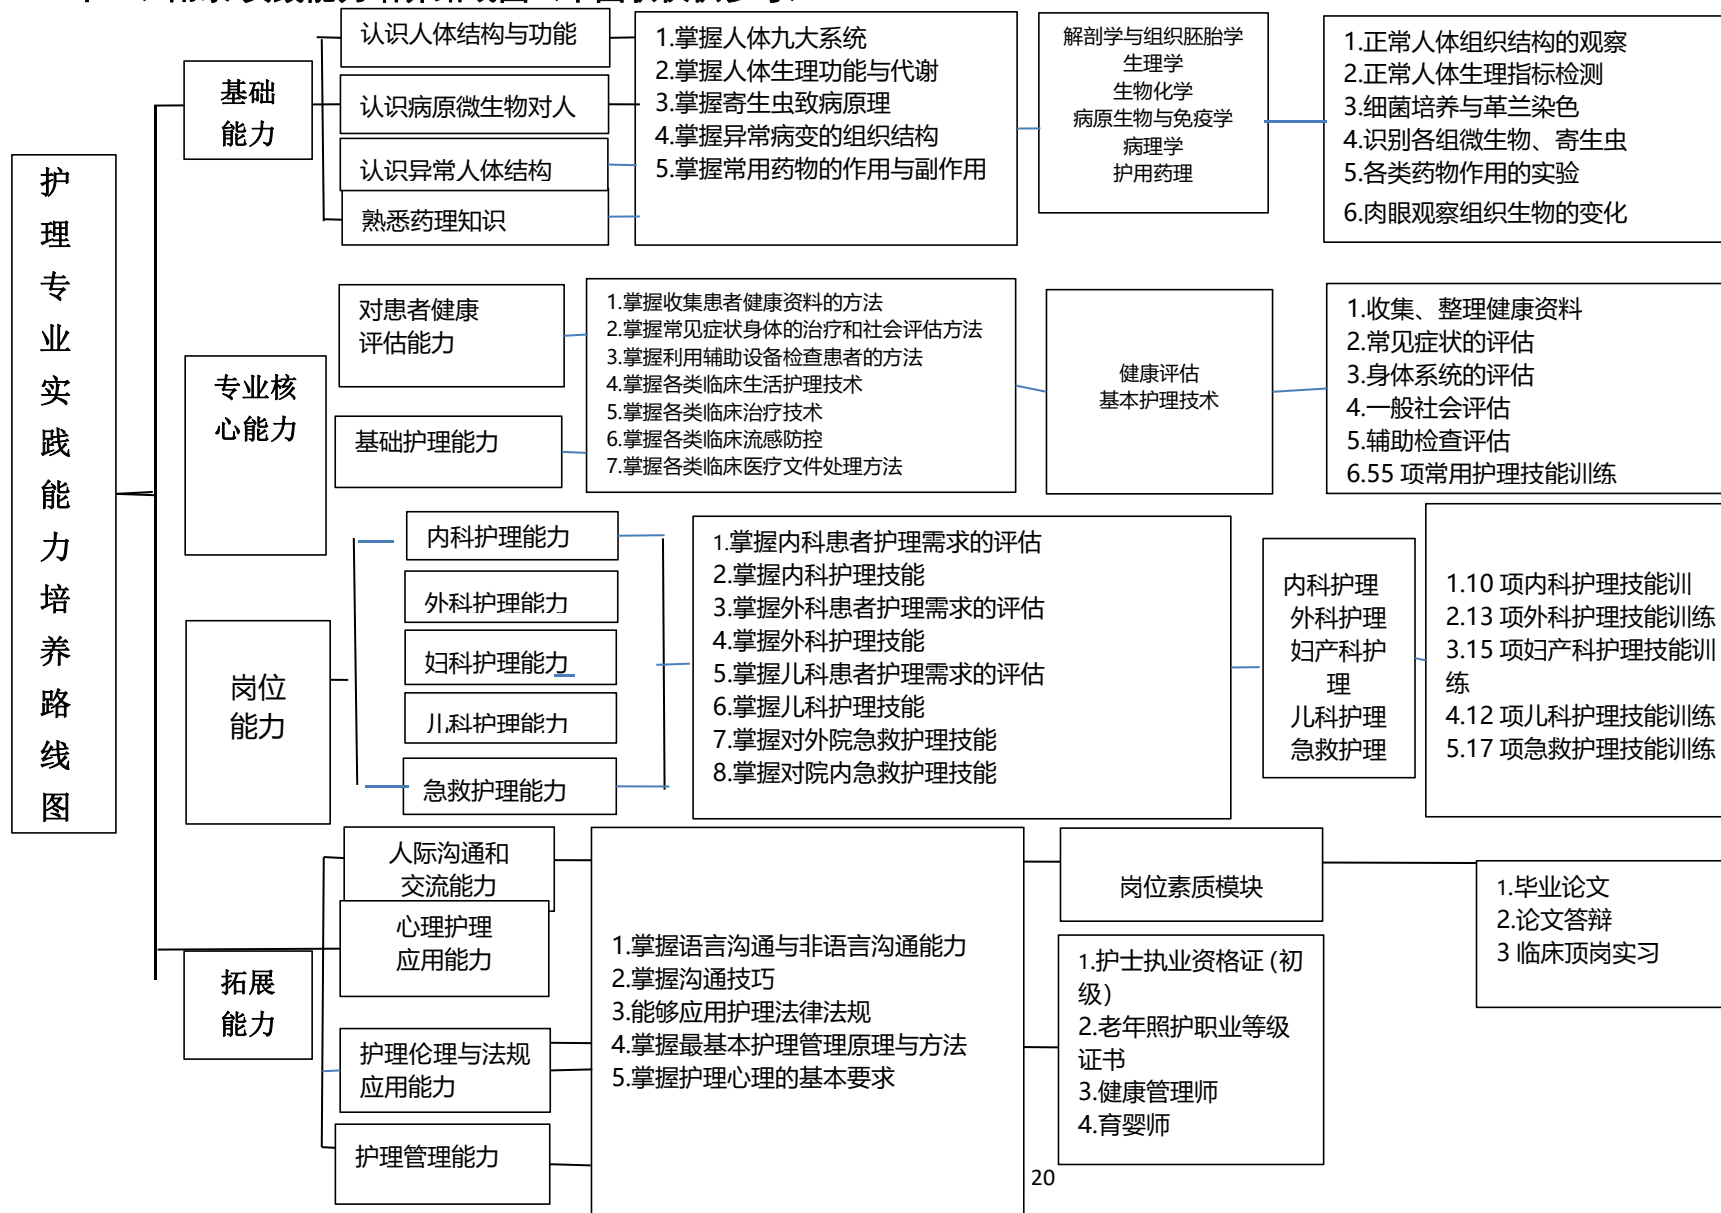 护
理
专
业
实
践
能
力
培
养
路
线
图
基础
能力
认识人体结构与功能
认识病原微生物对人
认识异常人体结构
熟悉药理知识
1.掌握人体九大系统
2.掌握人体生理功能与代谢
3.掌握寄生虫致病原理
4.掌握异常病变的组织结构
5.掌握常用药物的作用与副作用
解剖学与组织胚胎学
生理学
生物化学
病原生物与免疫学
病理学
护用药理
1.正常人体组织结构的观察
2.正常人体生理指标检测
3.细菌培养与革兰染色
4.识别各组微生物、寄生虫
5.各类药物作用的实验
6.肉眼观察组织生物的变化
专业核
心能力
对患者健康
评估能力
基础护理能力
1.掌握收集患者健康资料的方法
2.掌握常见症状身体的治疗和社会评估方法
3.掌握利用辅助设备检查患者的方法
4.掌握各类临床生活护理技术
5.掌握各类临床治疗技术
6.掌握各类临床流感防控
7.掌握各类临床医疗文件处理方法
健康评估
基本护理技术
1.收集、整理健康资料
2.常见症状的评估
3.身体系统的评估
4.一般社会评估
5.辅助检查评估
6.55 项常用护理技能训练
岗位
能力
内科护理能力
外科护理能力
妇科护理能力
儿科护理能力
急救护理能力
1.掌握内科患者护理需求的评估
2.掌握内科护理技能
3.掌握外科患者护理需求的评估
4.掌握外科护理技能
5.掌握儿科患者护理需求的评估
6.掌握儿科护理技能
7.掌握对外院急救护理技能
8.掌握对院内急救护理技能
内科护理
外科护理
妇产科护
理
儿科护理
急救护理
1.10 项内科护理技能训
2.13 项外科护理技能训练
3.15 项妇产科护理技能训
练
4.12 项儿科护理技能训练
5.17 项急救护理技能训练
拓展
能力
人际沟通和
交流能力
心理护理
应用能力
护理伦理与法规
应用能力
护理管理能力
1.掌握语言沟通与非语言沟通能力
2.掌握沟通技巧
3.能够应用护理法律法规
4.掌握最基本护理管理原理与方法
5.掌握护理心理的基本要求
岗位素质模块
1.护士执业资格证(初
级)
2.老年照护职业等级
证书
3.健康管理师
4.育婴师
1.毕业论文
2.论文答辩
3 临床顶岗实习
20